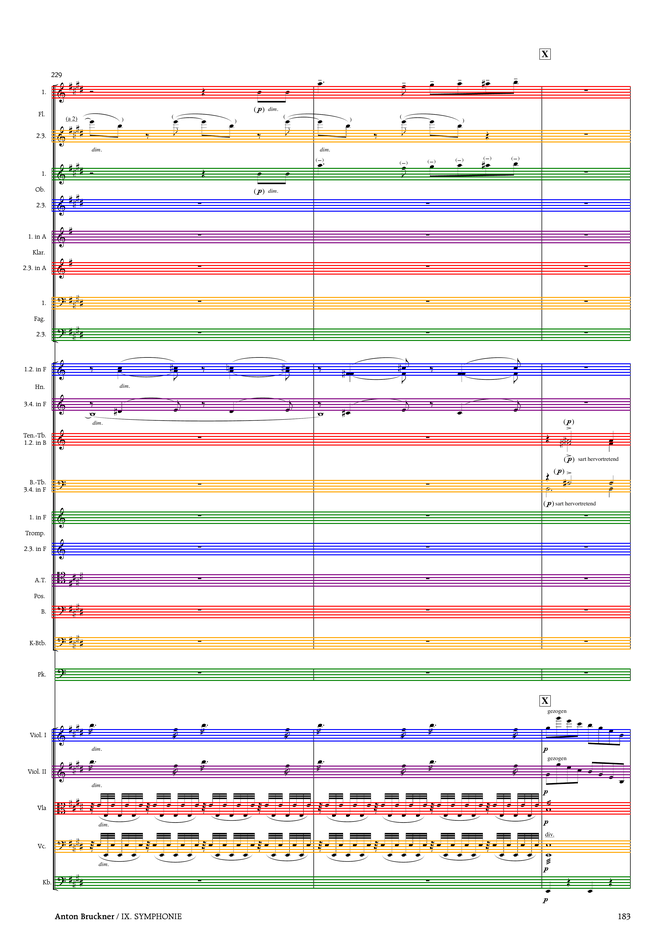 X
229
1.
(p) dim.
Fl.
(a 2)
2.3.
dim.
dim.
1.
(p) dim.
Ob.
2.3.
1. in A
Klar.
2.3. in A
1.
Fag.
2.3.
1.2. in F
dim.
Hn.
3.4. in F
dim.
(p)
Ten.-Tb.
1.2. in B
(p) sart hervortretend
(p)
B.-Tb.
3.4. in F
(p) sart hervortretend
1. in F
Tromp.
2.3. in F
A.T.
Pos.
B.
K-Btb.
Pk.
X
gezogen
Viol. I
dim.
p
gezogen
Viol. II
dim.
p
Vla
dim.
p
div.
Vc.
dim.
p
Kb.
p
Anton Bruckner / IX. SYMPHONIE
183